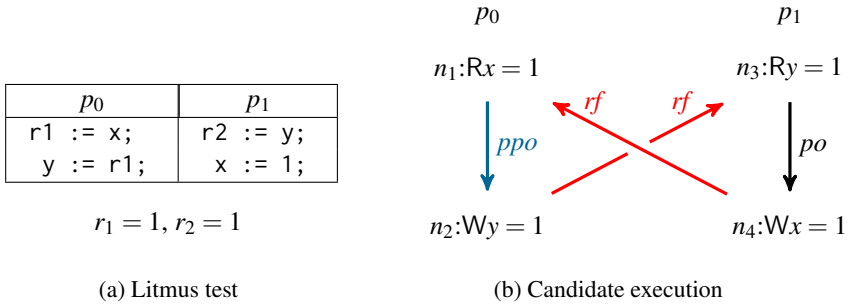 p₀ p₁
r1 := x; r2 := y;
y := r1; x := 1;
r₁ = 1, r₂ = 1
(a) Litmus test
p₀ p₁
n₁:Rx = 1 n₃:Ry = 1
rf rf
ppo po
n₂:Wy = 1 n₄:Wx = 1
(b) Candidate execution